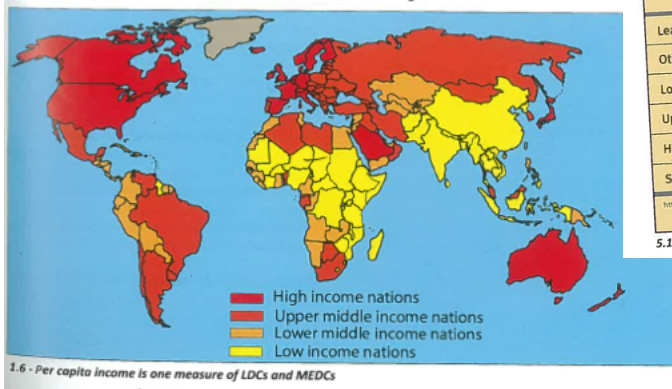 High income nations
Upper middle income nations
Lower middle income nations
Low income nations
1.6 - Per capita income is one measure of LDCs and MEDCs
Lea
Ot
Lo
Up
H
S
5.1